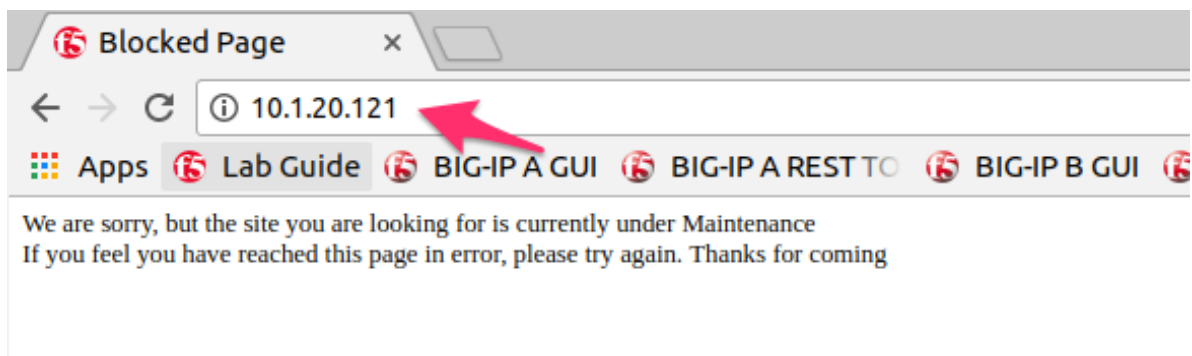 Blocked Page
10.1.20.121
Apps Lab Guide BIG-IP A GUI BIG-IP A REST TO BIG-IP B GUI
We are sorry, but the site you are looking for is currently under Maintenance
If you feel you have reached this page in error, please try again. Thanks for coming